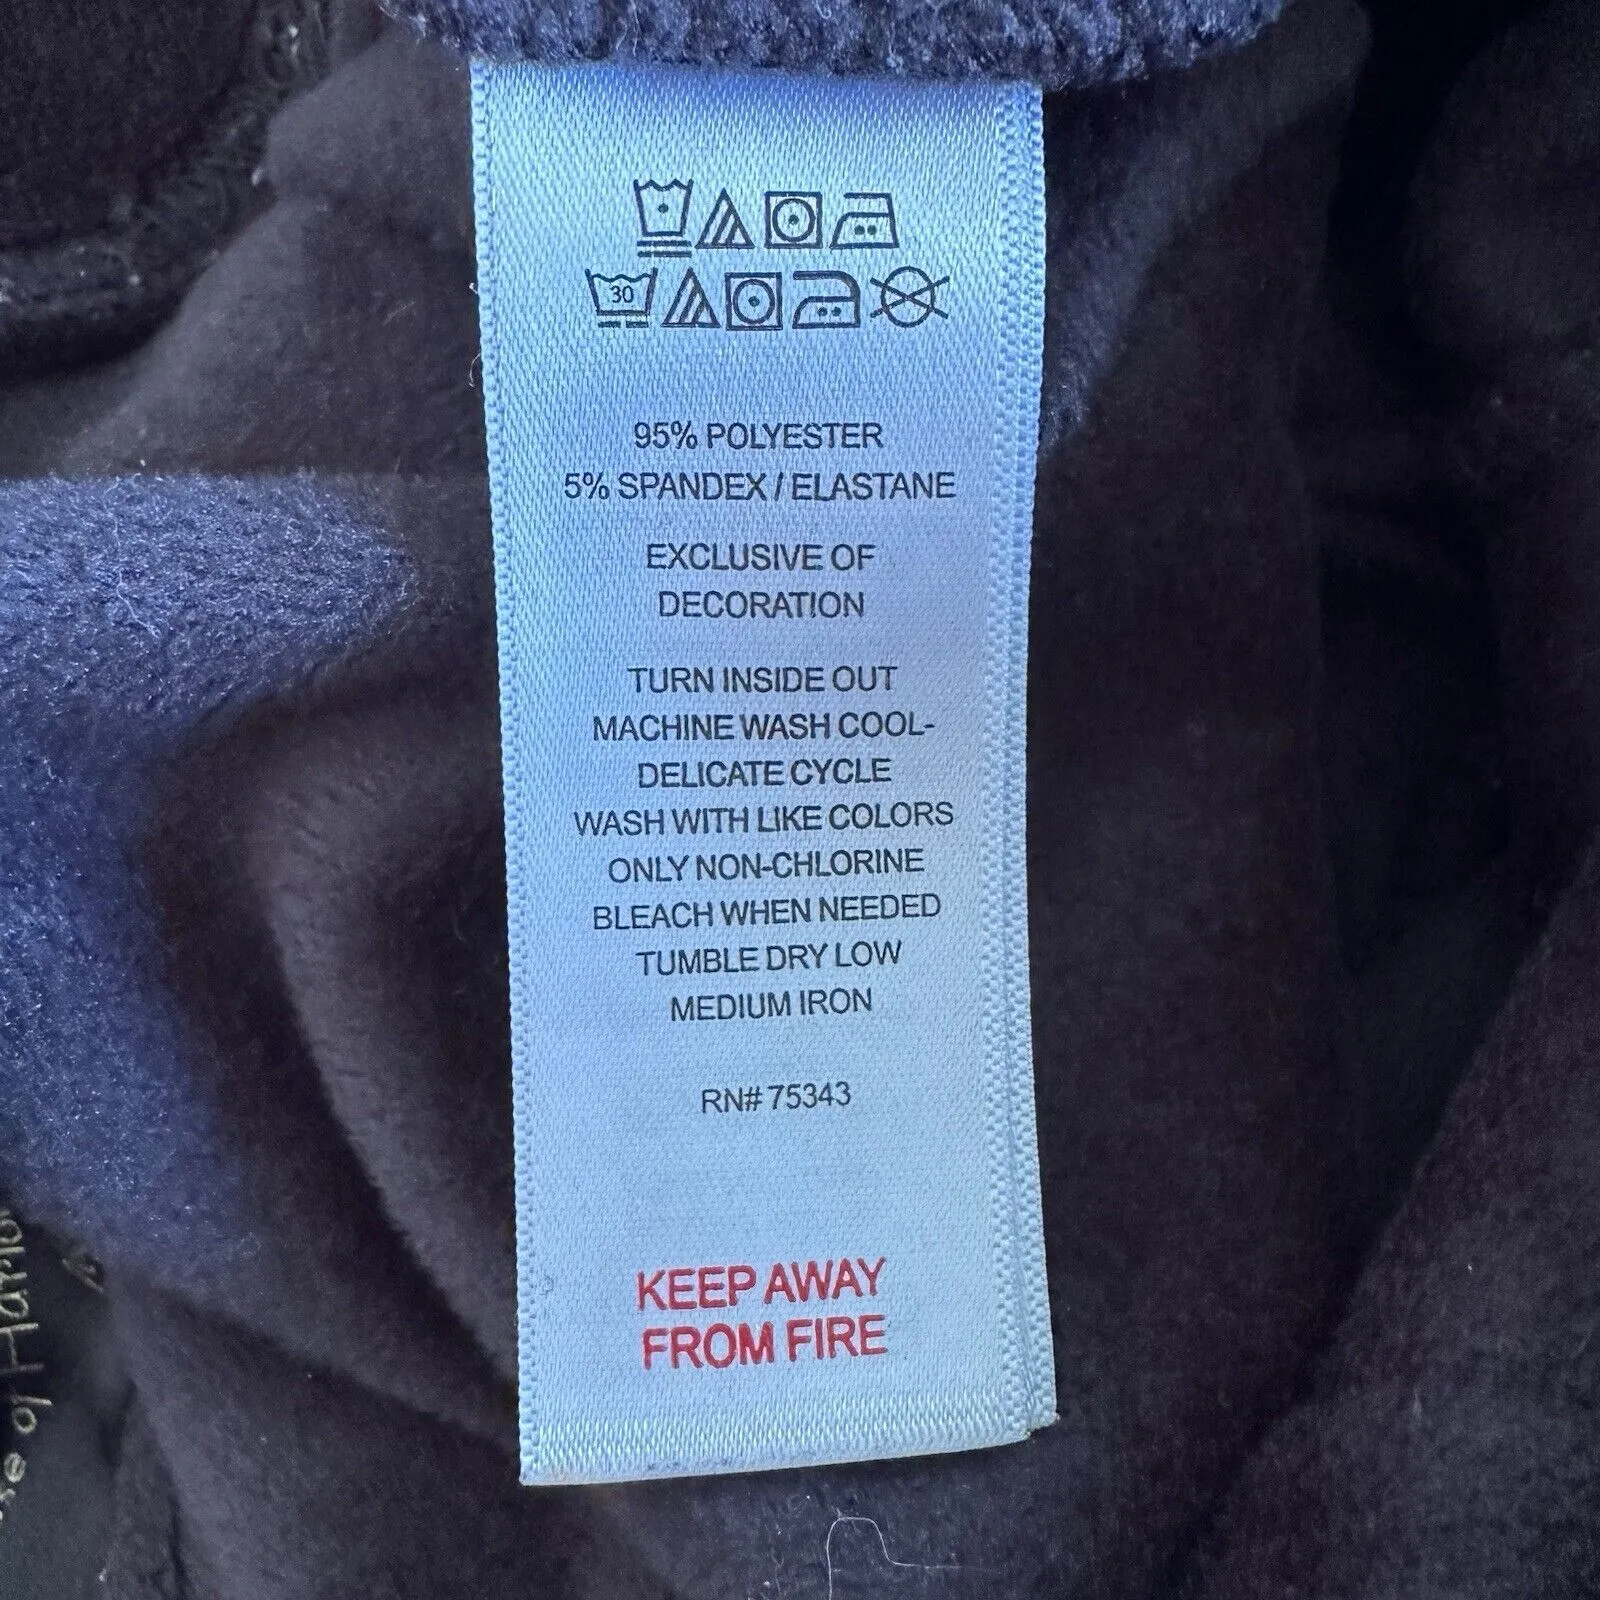 30
95% POLYESTER
5% SPANDEX / ELASTANE
EXCLUSIVE OF
DECORATION
TURN INSIDE OUT
MACHINE WASH COOL-
DELICATE CYCLE
WASH WITH LIKE COLORS
ONLY NON-CHLORINE
BLEACH WHEN NEEDED
TUMBLE DRY LOW
MEDIUM IRON
RN# 75343
KEEP AWAY
FROM FIRE
of